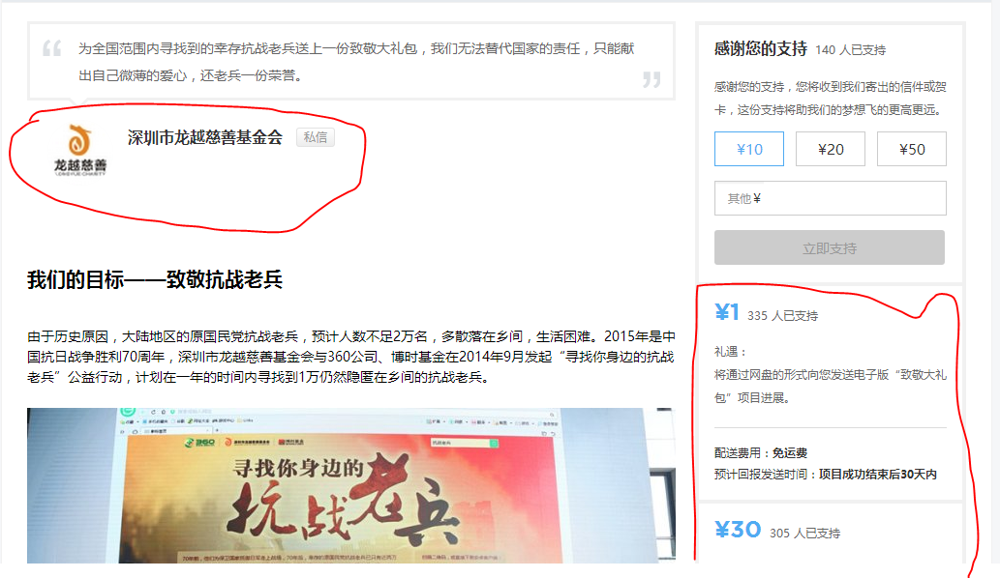 为全国范围内寻找到的幸存抗战老兵送上一份致敬大礼包，我们无法替代国家的责任，只能献
出自己微薄的爱心，还老兵一份荣誉。
龙越慈善
深圳市龙越慈善基金会
私信
我们的目标——致敬抗战老兵
由于历史原因，大陆地区的原国民党抗战老兵，预计人数不足2万名，多散落在乡间，生活困难。2015年是中
国抗日战争胜利70周年，深圳市龙越慈善基金会与360公司、博时基金在2014年9月发起“寻找你身边的抗战
老兵”公益行动，计划在一年的时间内寻找到1万仍然隐匿在乡间的抗战老兵。
360
寻找你身边的
抗战老兵
感谢您的支持 140 人已支持
感谢您的支持，您将收到我们寄出的信件或贺
卡，这份支持将助我们的梦想飞的更高更远。
¥10
¥20
¥50
其他 ¥
立即支持
¥1 335 人已支持
礼遇：
将通过网盘的形式向您发送电子版“致敬大礼
包”项目进展。
配送费用：免运费
预计回报发送时间：项目成功结束后30天内
¥30 305 人已支持